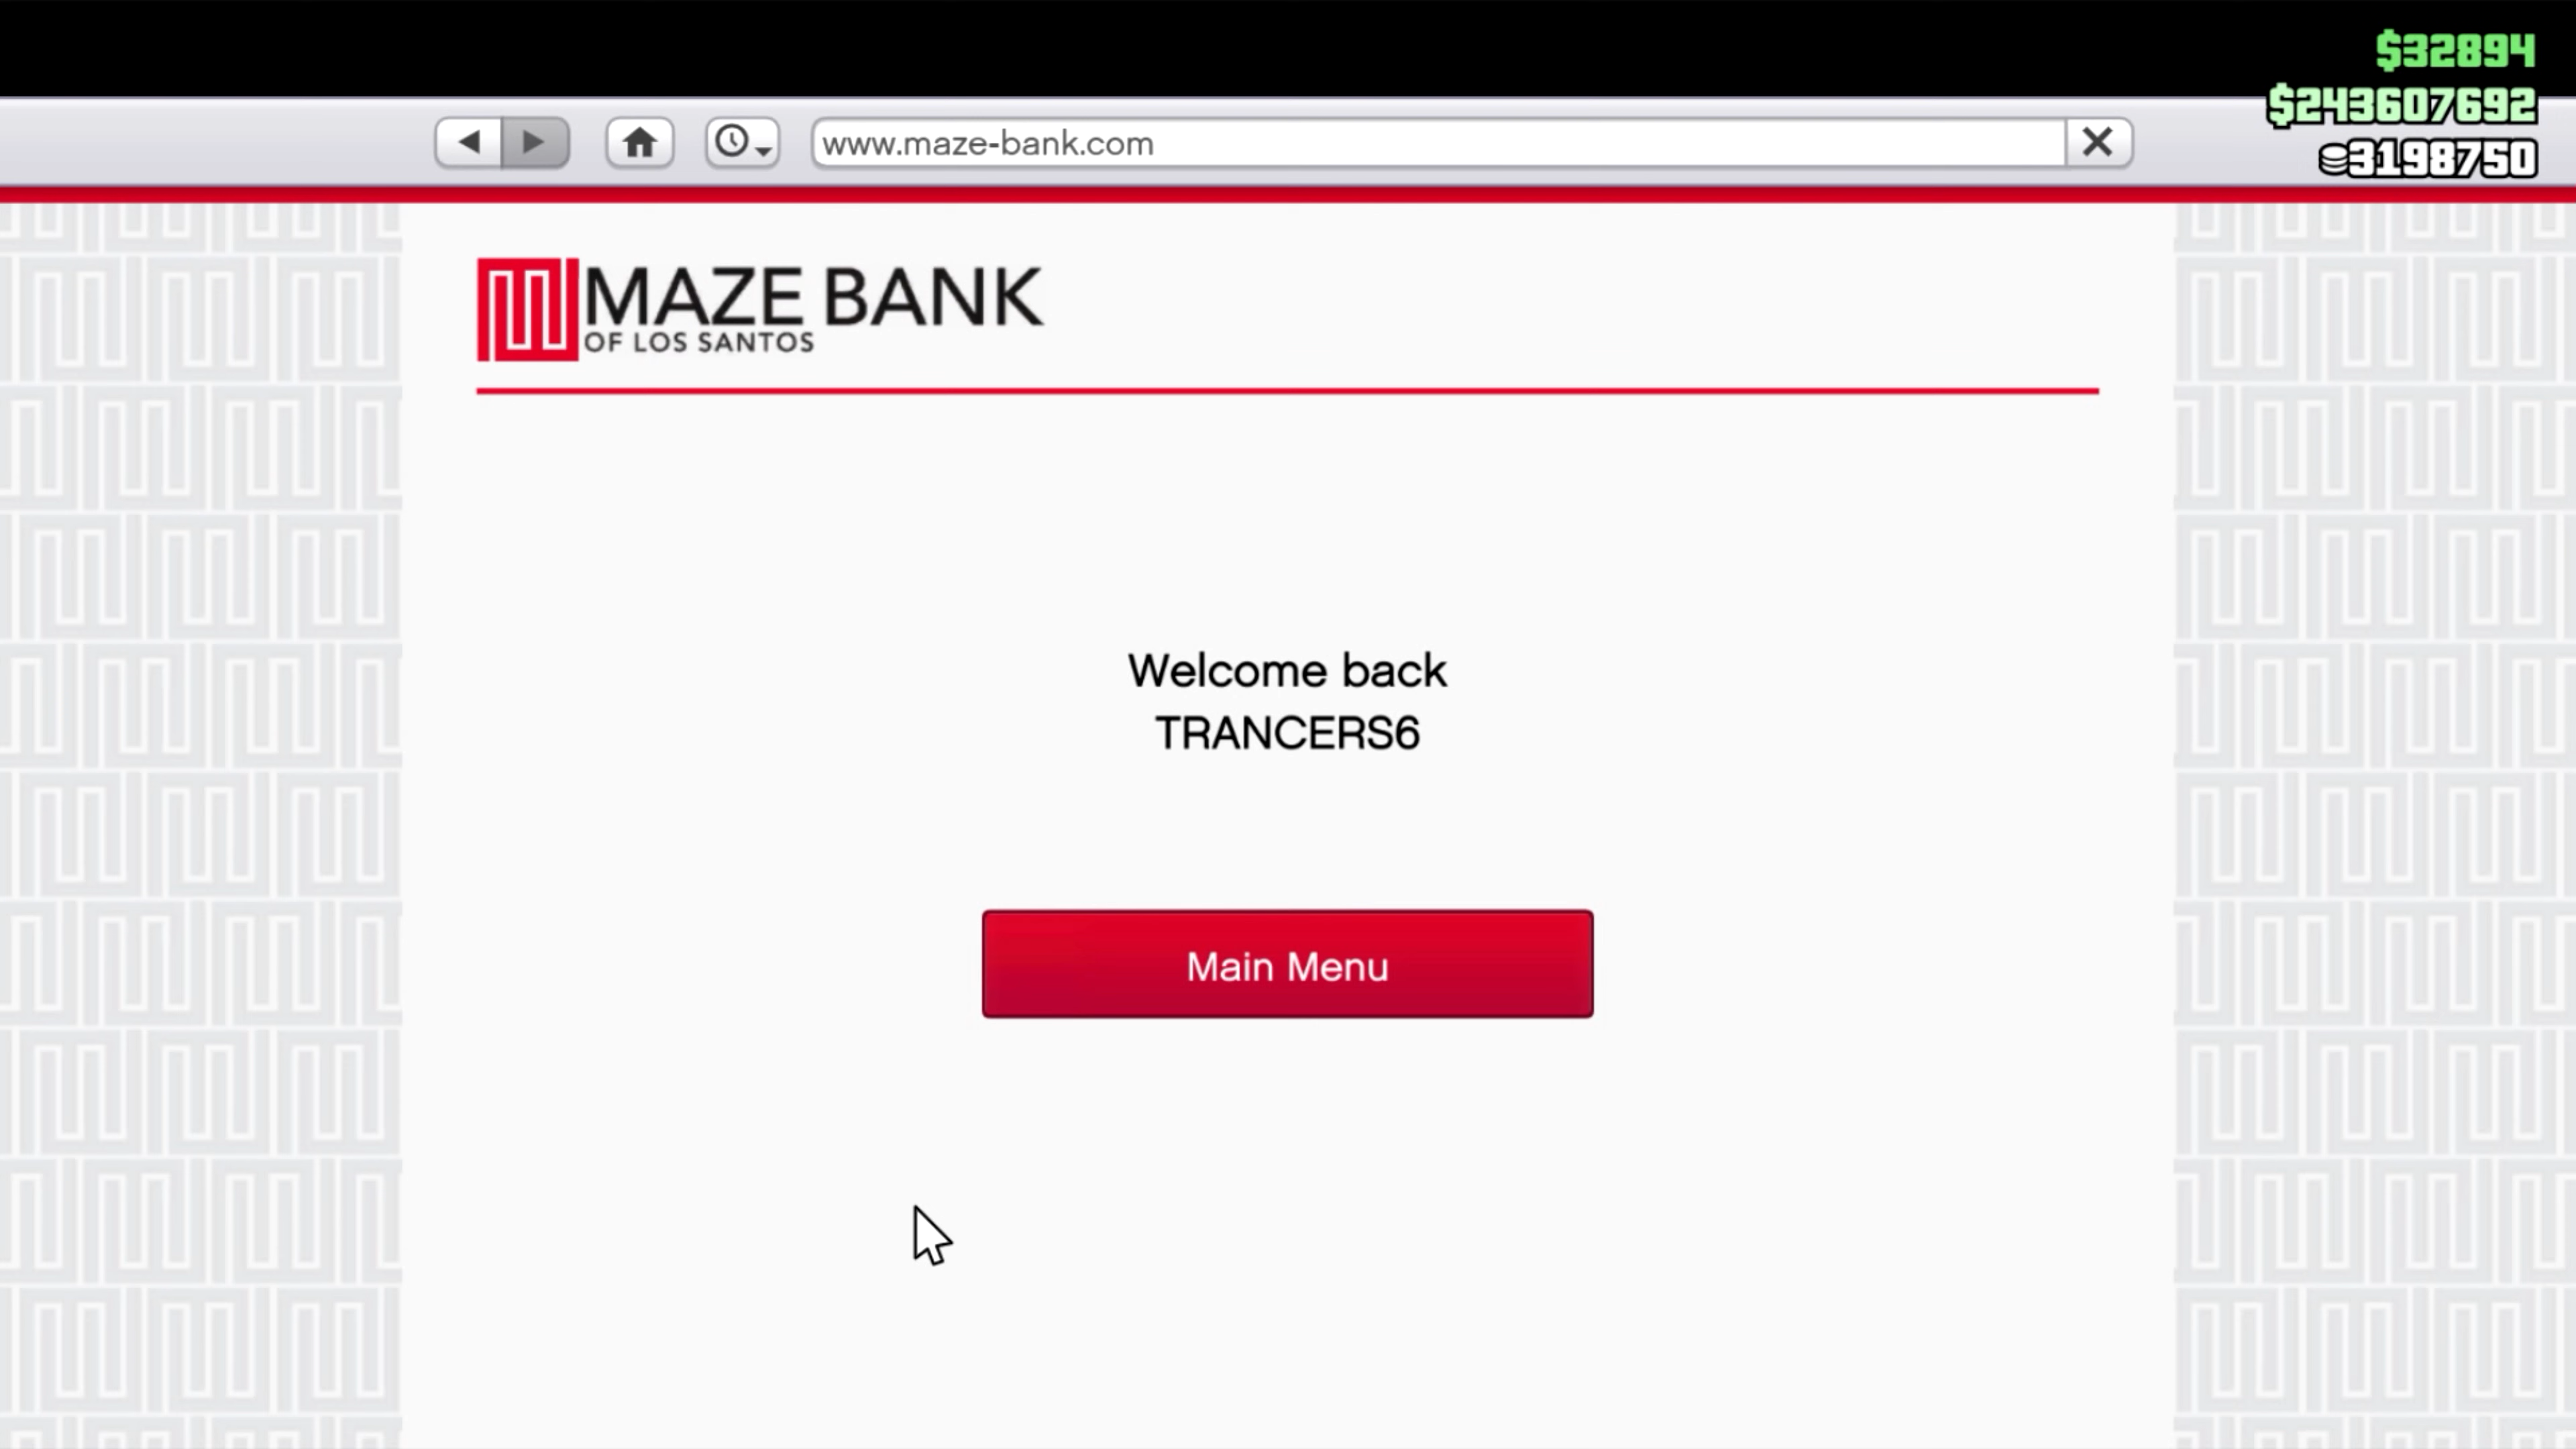 $32894
$243607692
3198750
www.maze-bank.com
MAZE BANK
OF LOS SANTOS
Welcome back
TRANCERS6
Main Menu